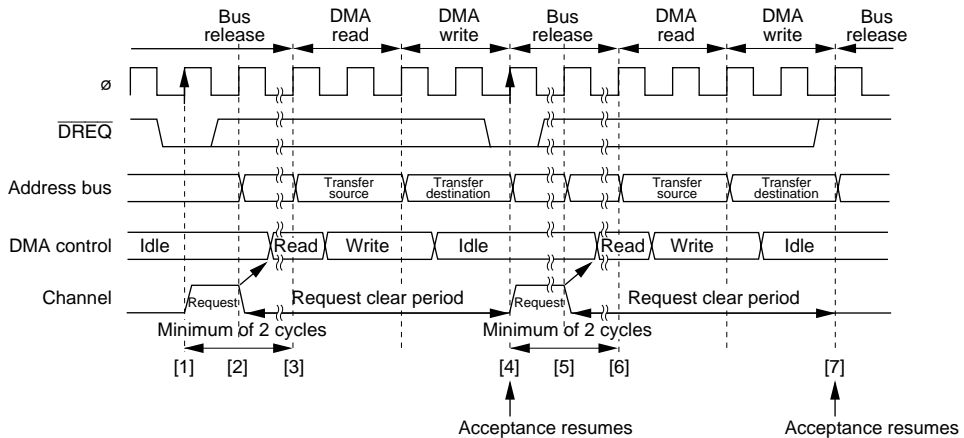 Bus release
DMA read
DMA write
Bus release
DMA read
DMA write
Bus release
ø
DREQ
Address bus
Transfer source
Transfer destination
Transfer source
Transfer destination
DMA control
Idle
Read
Write
Idle
Read
Write
Idle
Channel
Request
Request clear period
Request
Request clear period
Minimum of 2 cycles
Minimum of 2 cycles
[1]
[2]
[3]
[4]
[5]
[6]
[7]
Acceptance resumes
Acceptance resumes